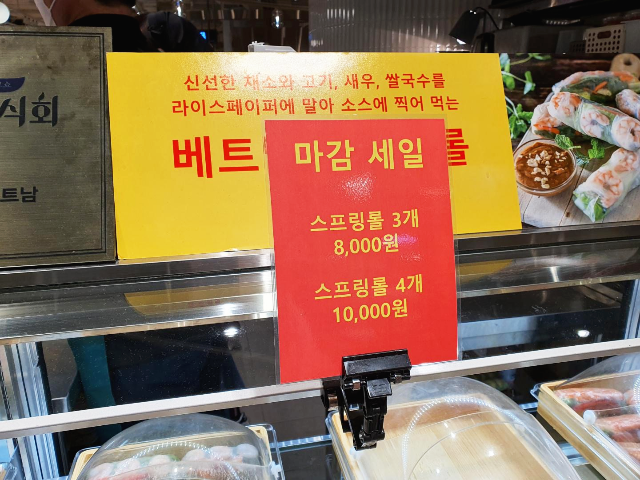 신선한 채소와 고기, 새우, 쌀국수를
라이스페이퍼에 말아 소스에 찍어 먹는
베트
롤
마감 세일
스프링롤 3개
8,000원
스프링롤 4개
10,000원
식회
트남